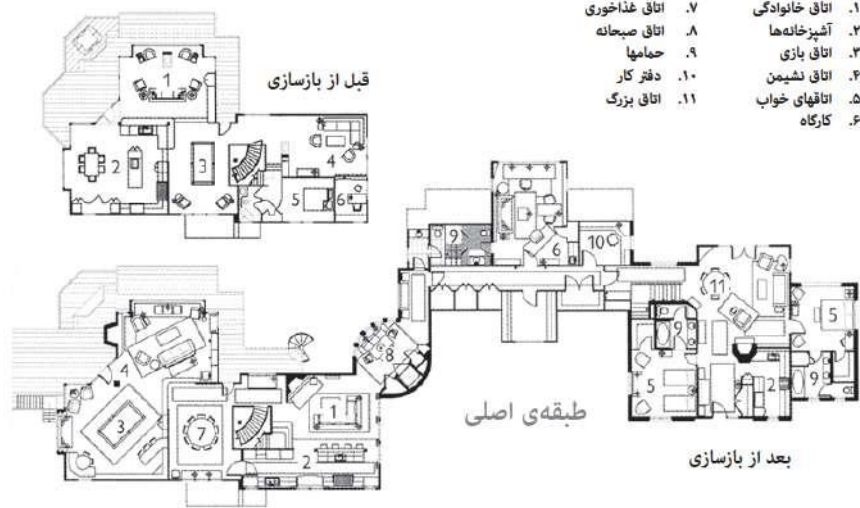 ۱. اتاق خانوادگی
۲. آشپزخانه‌ها
۳. اتاق بازی
۴. اتاق نشیمن
۵. اتاقهای خواب
۶. کارگاه
۷. اتاق غذاخوری
۸. اتاق صبحانه
۹. حمامها
۱۰. دفتر کار
۱۱. اتاق بزرگ
قبل از بازسازی
1
2
3
4
5
6
9
6
10
11
5
4
8
9
5
2
9
3
7
1
2
طبقه‌ی اصلی
بعد از بازسازی